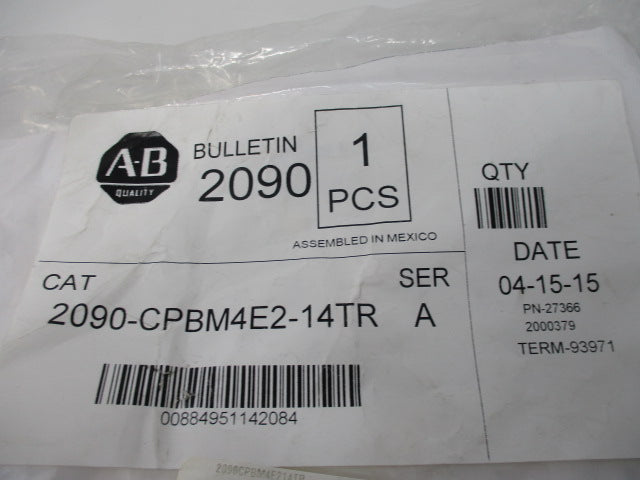 A-B
QUALITY
BULLETIN
2090
1
PCS
ASSEMBLED IN MEXICO
QTY
DATE
04-15-15
PN-27366
2000379
TERM-93971
CAT
SER
2090-CPBM4E2-14TR
A
00884951142084
2090CPBM4E214TR